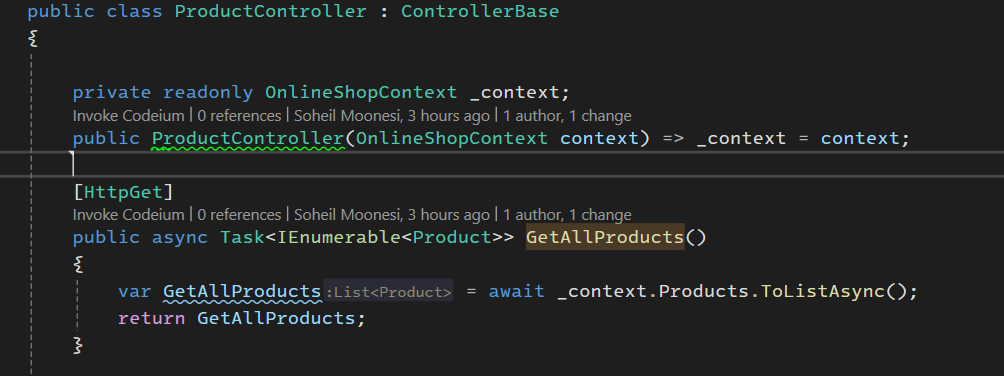 public class ProductController : ControllerBase
{
private readonly OnlineShopContext _context;
Invoke Codeium | 0 references | Soheil Moonesi, 3 hours ago | 1 author, 1 change
public ProductController(OnlineShopContext context) => _context = context;
[HttpGet]
Invoke Codeium | 0 references | Soheil Moonesi, 3 hours ago | 1 author, 1 change
public async Task<IEnumerable<Product>> GetAllProducts()
{
var GetAllProducts :List<Product> = await _context.Products.ToListAsync();
return GetAllProducts;
}